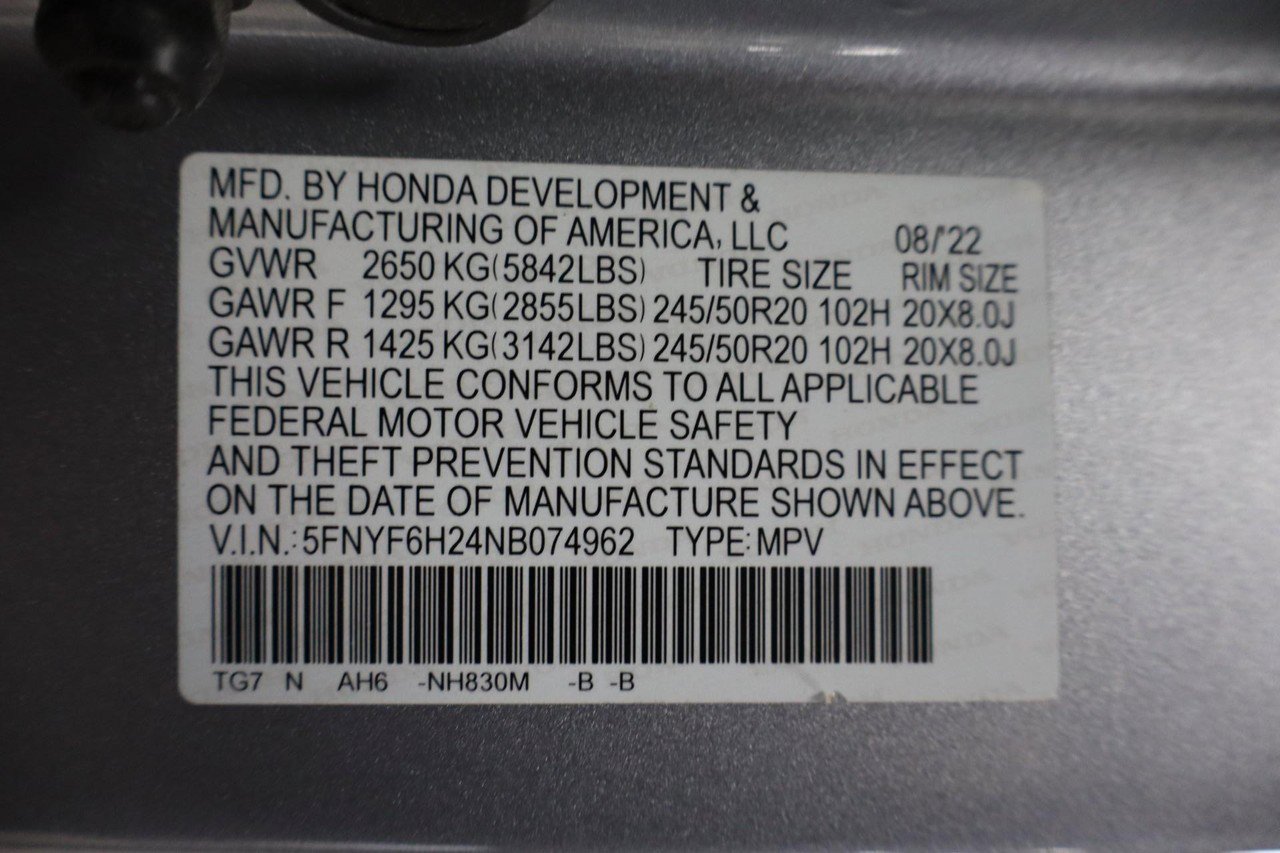 MFD. BY HONDA DEVELOPMENT &
MANUFACTURING OF AMERICA, LLC 08/'22
GVWR 2650 KG(5842LBS) TIRE SIZE RIM SIZE
GAWR F 1295 KG(2855LBS) 245/50R20 102H 20X8.0J
GAWR R 1425 KG(3142LBS) 245/50R20 102H 20X8.0J
THIS VEHICLE CONFORMS TO ALL APPLICABLE
FEDERAL MOTOR VEHICLE SAFETY
AND THEFT PREVENTION STANDARDS IN EFFECT
ON THE DATE OF MANUFACTURE SHOWN ABOVE.
V.I.N.: 5FNYF6H24NB074962 TYPE: MPV
TG7 N AH6 -NH830M -B -B